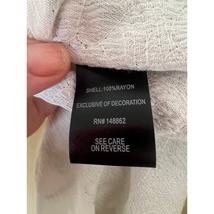 SHELL:100%RAYON
EXCLUSIVE OF DECORATION
RN# 148862
SEE CARE
ON REVERSE